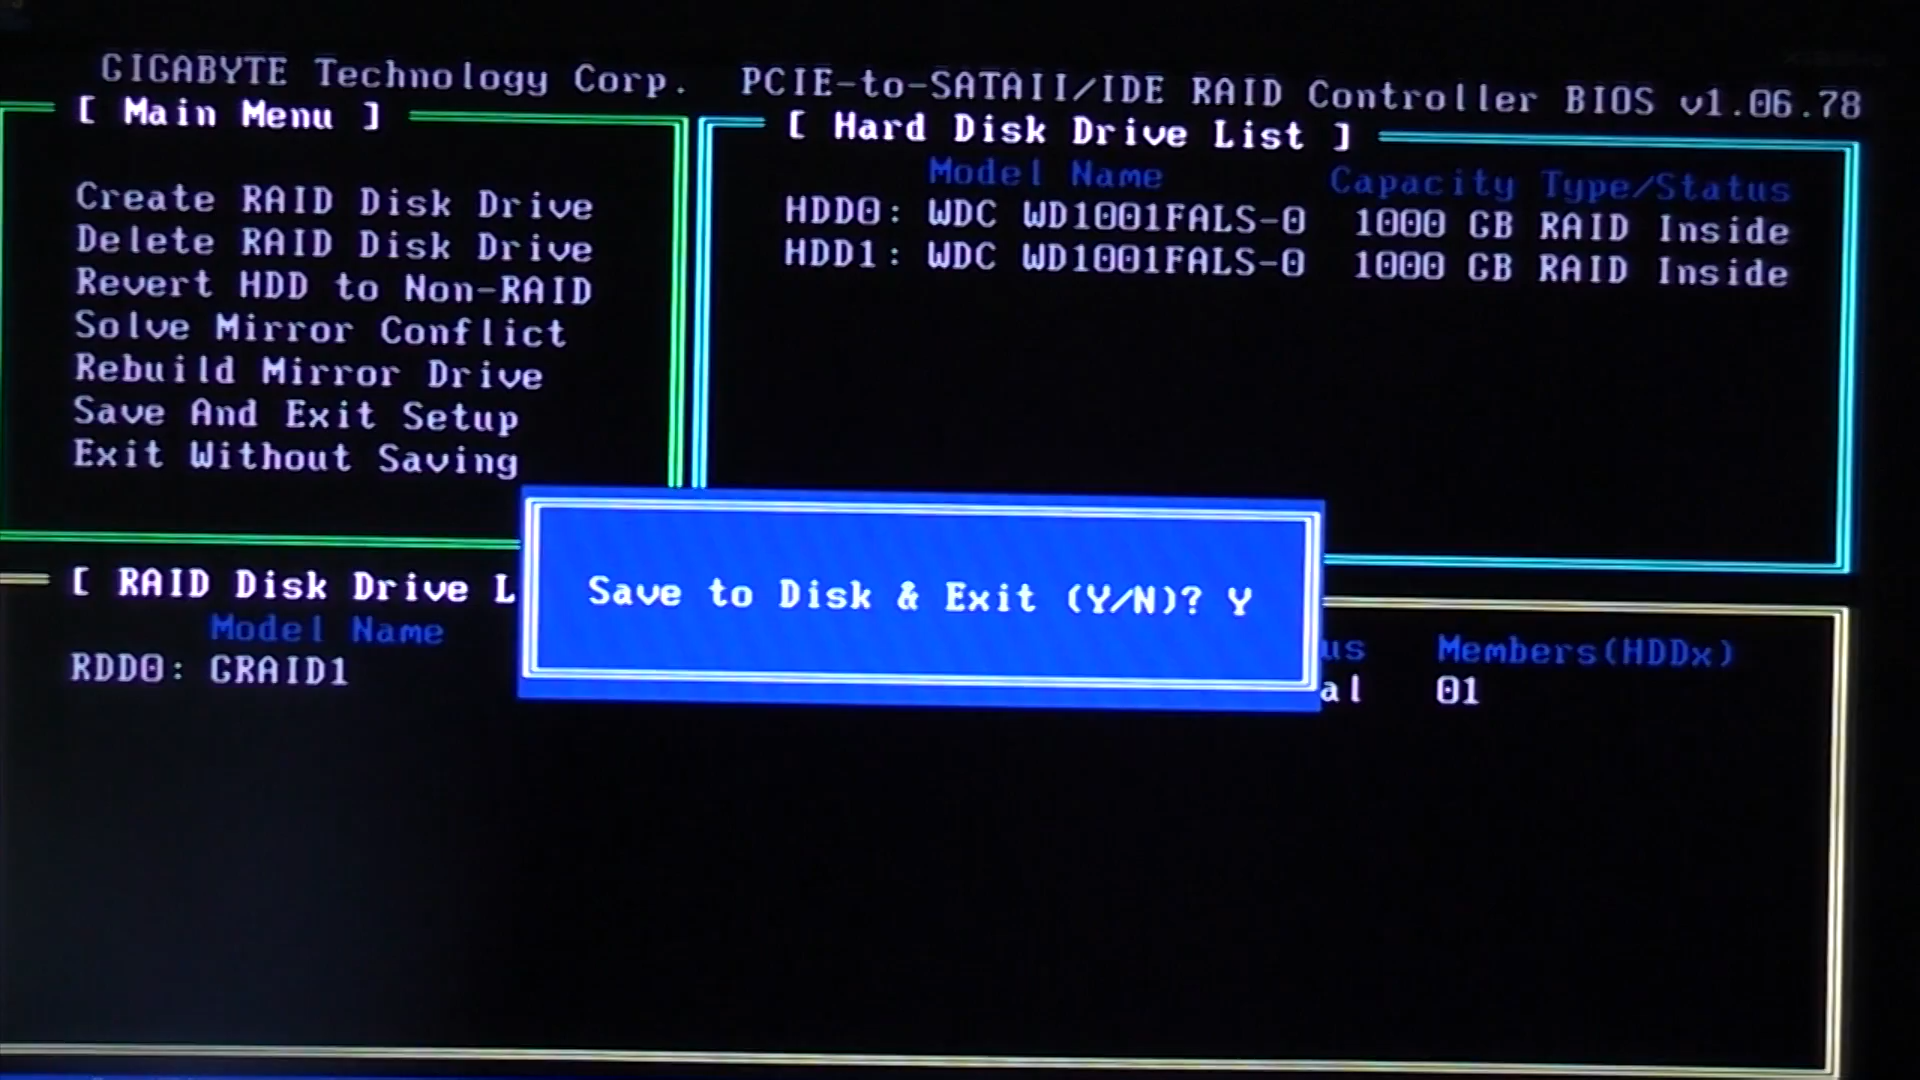 GIGABYTE Technology Corp. PCIE-to-SATAII/IDE RAID Controller BIOS v1.06.78
[ Main Menu ]
Create RAID Disk Drive
Delete RAID Disk Drive
Revert HDD to Non-RAID
Solve Mirror Conflict
Rebuild Mirror Drive
Save And Exit Setup
Exit Without Saving
[ Hard Disk Drive List ]
Model Name Capacity Type/Status
HDD0: WDC WD1001FALS-0 1000 GB RAID Inside
HDD1: WDC WD1001FALS-0 1000 GB RAID Inside
Save to Disk & Exit (Y/N)? Y
[ RAID Disk Drive L
Model Name us Members(HDDx)
RDD0: GRAID1 al 01